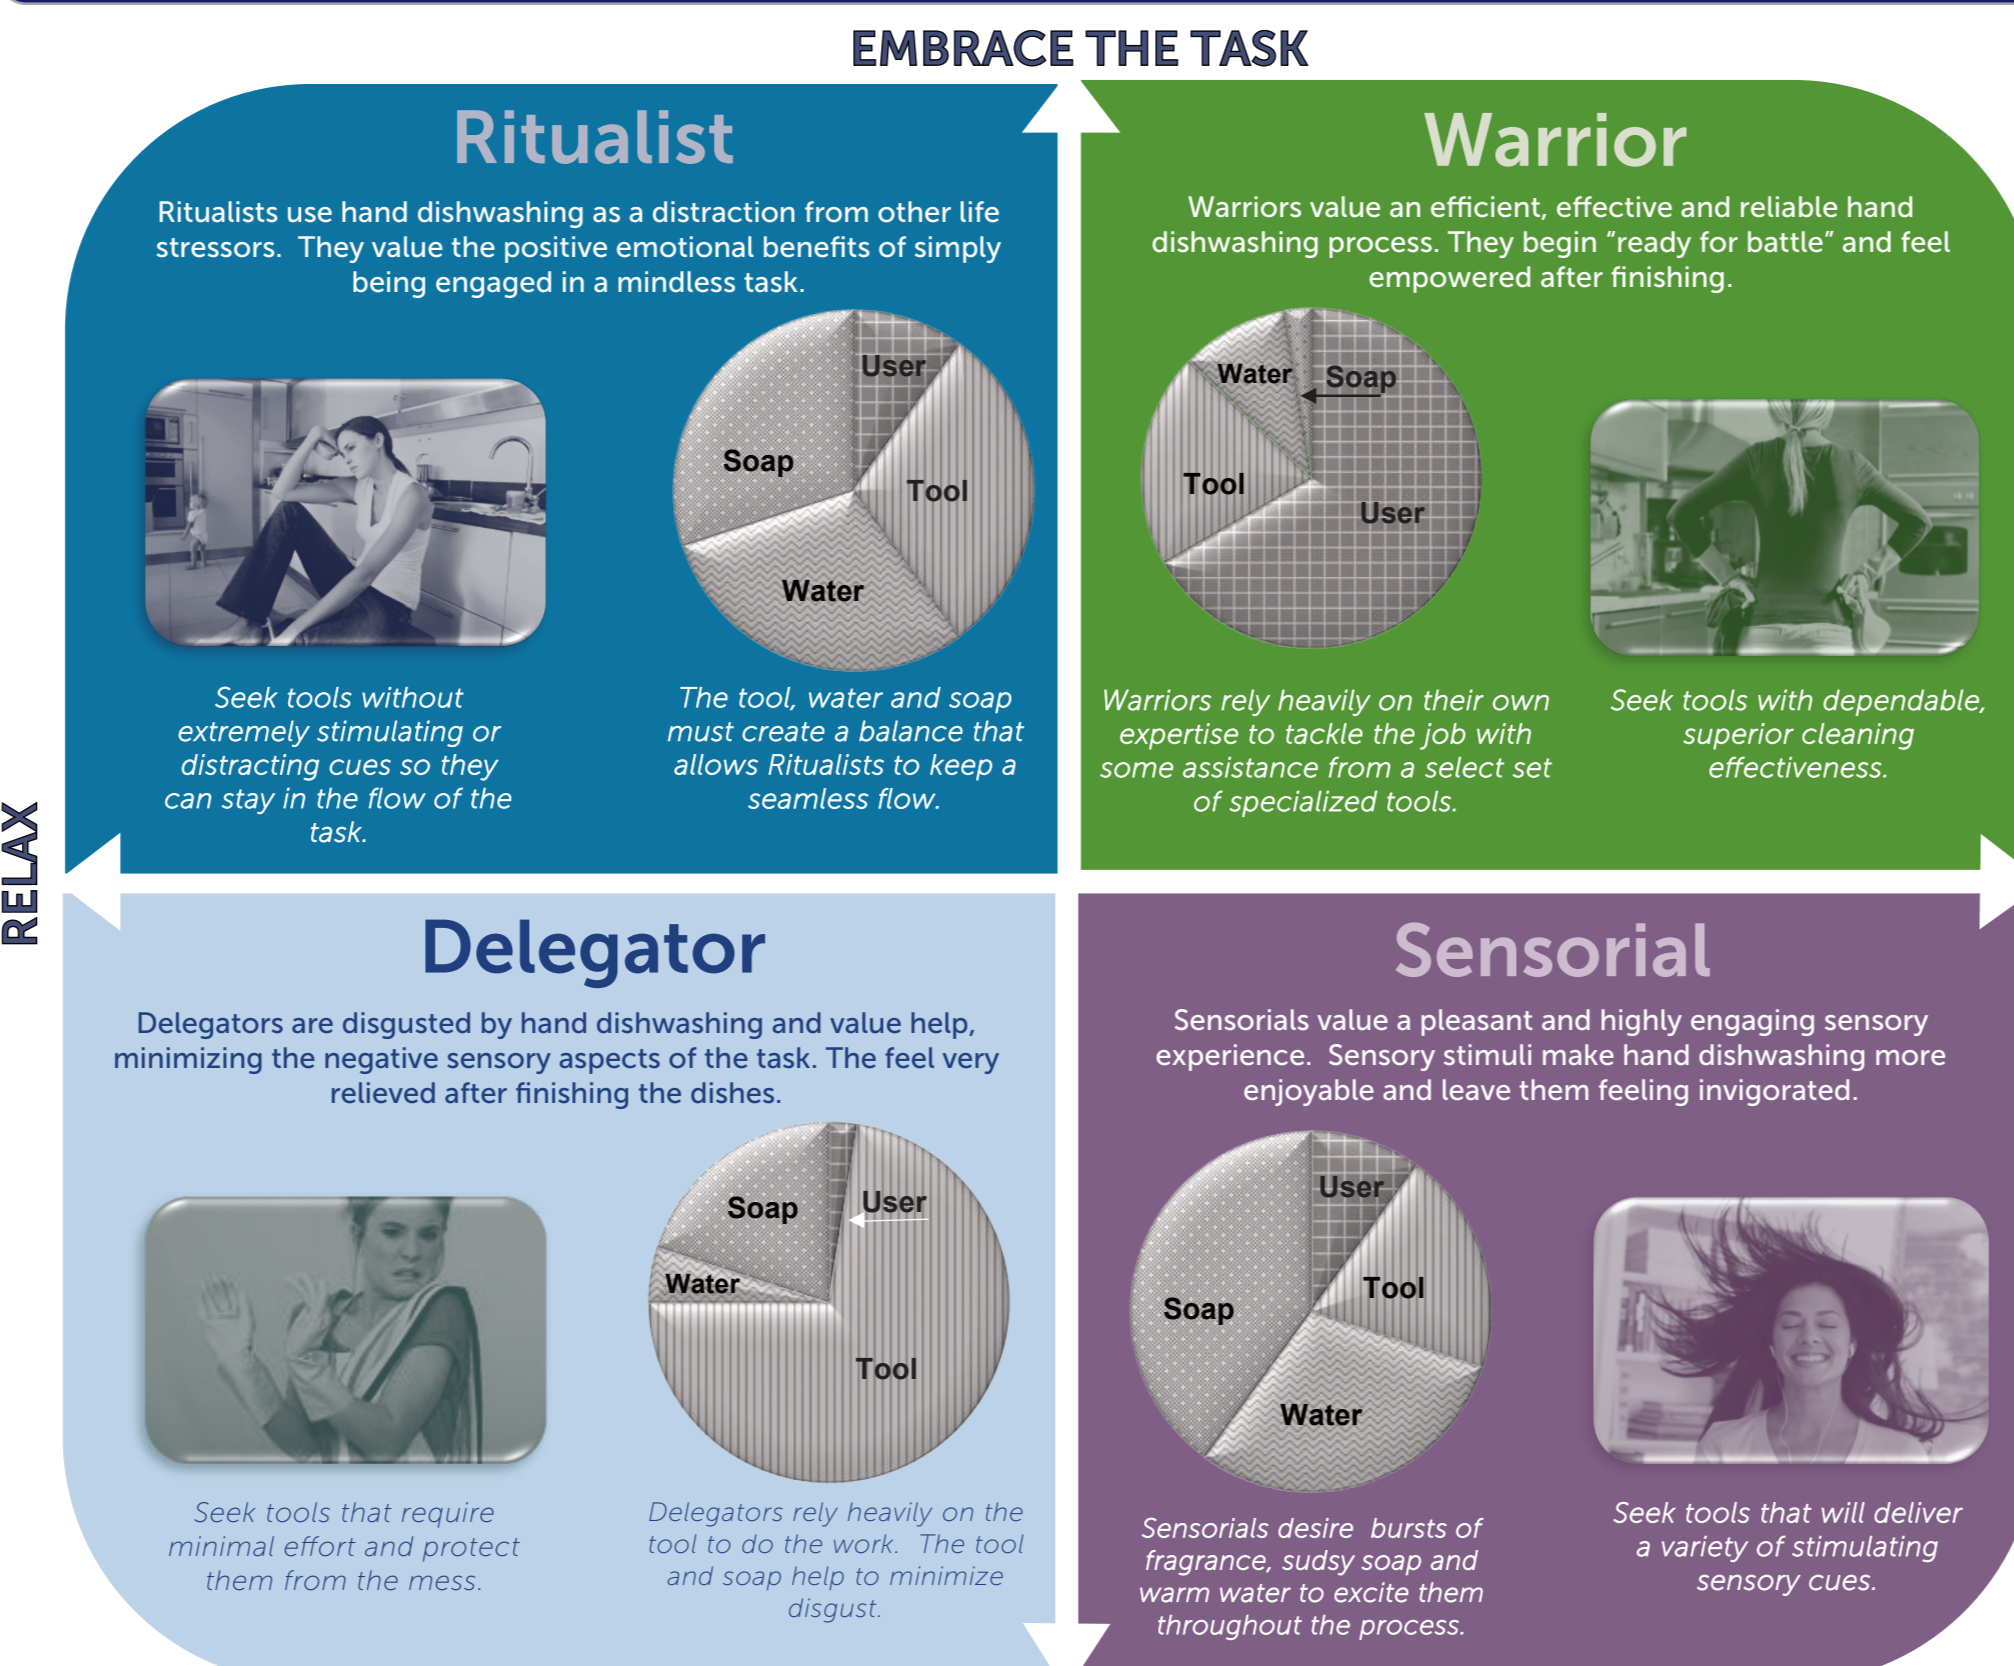 EMBRACE THE TASK
Ritualist
Ritualists use hand dishwashing as a distraction from other life
stressors. They value the positive emotional benefits of simply
being engaged in a mindless task.
User
Soap
Tool
Water
Seek tools without
extremely stimulating or
distracting cues so they
can stay in the flow of the
task.
The tool, water and soap
must create a balance that
allows Ritualists to keep a
seamless flow.
Warrior
Warriors value an efficient, effective and reliable hand
dishwashing process. They begin "ready for battle" and feel
empowered after finishing.
Water
Soap
Tool
User
Warriors rely heavily on their own
expertise to tackle the job with
some assistance from a select set
of specialized tools.
Seek tools with dependable,
superior cleaning
effectiveness.
RELAX
Delegator
Delegators are disgusted by hand dishwashing and value help,
minimizing the negative sensory aspects of the task. The feel very
relieved after finishing the dishes.
Soap
User
Water
Tool
Seek tools that require
minimal effort and protect
them from the mess.
Delegators rely heavily on the
tool to do the work. The tool
and soap help to minimize
disgust.
Sensorial
Sensorials value a pleasant and highly engaging sensory
experience. Sensory stimuli make hand dishwashing more
enjoyable and leave them feeling invigorated.
User
Tool
Soap
Water
Sensorials desire bursts of
fragrance, sudsy soap and
warm water to excite them
throughout the process.
Seek tools that will deliver
a variety of stimulating
sensory cues.